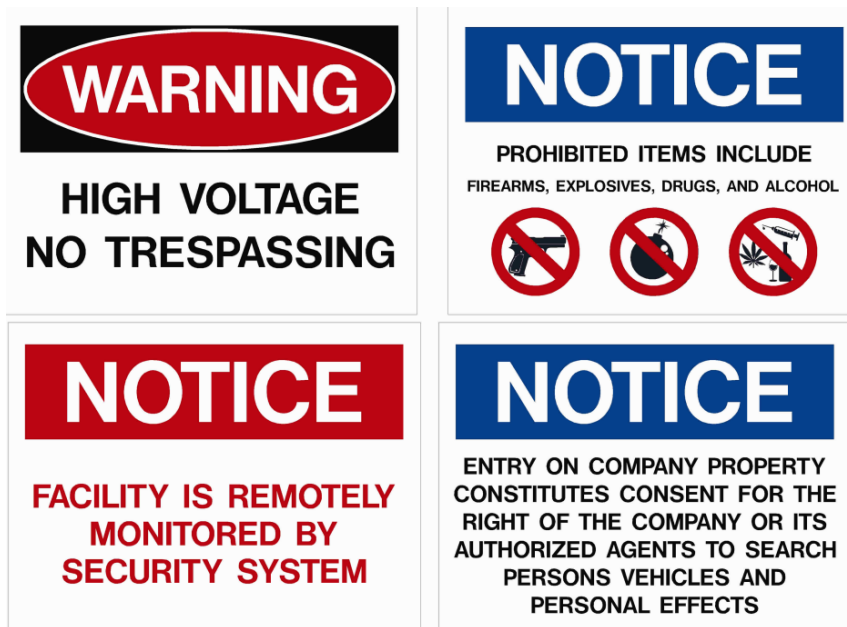 WARNING
HIGH VOLTAGE
NO TRESPASSING
NOTICE
PROHIBITED ITEMS INCLUDE
FIREARMS, EXPLOSIVES, DRUGS, AND ALCOHOL
NOTICE
FACILITY IS REMOTELY
MONITORED BY
SECURITY SYSTEM
NOTICE
ENTRY ON COMPANY PROPERTY
CONSTITUTES CONSENT FOR THE
RIGHT OF THE COMPANY OR ITS
AUTHORIZED AGENTS TO SEARCH
PERSONS VEHICLES AND
PERSONAL EFFECTS